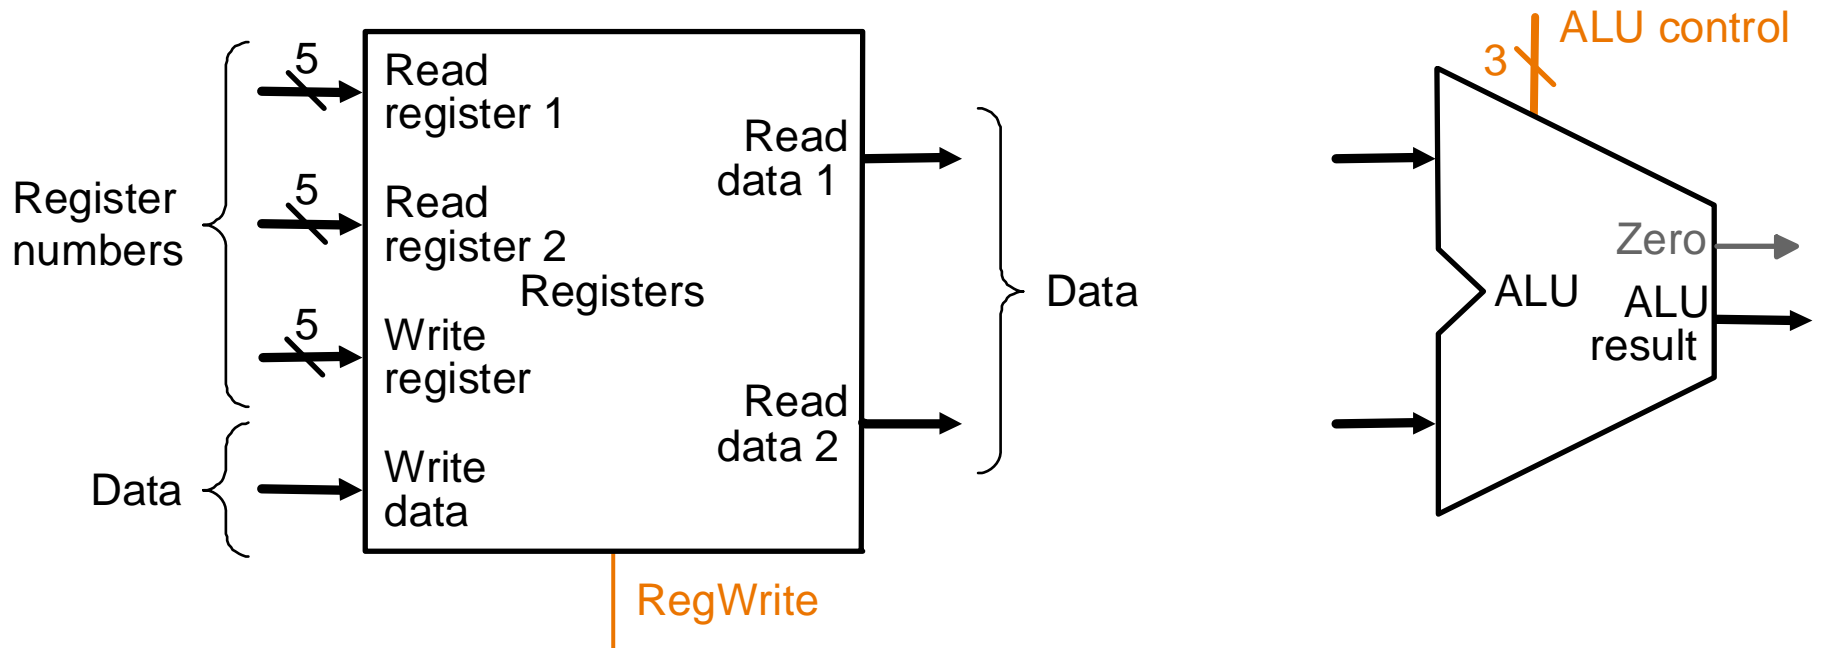 Register
numbers
Data
5
Read
register 1
5
Read
register 2
5
Write
register
Write
data
Registers
Read
data 1
Read
data 2
RegWrite
Data
3
ALU control
ALU
Zero
ALU
result